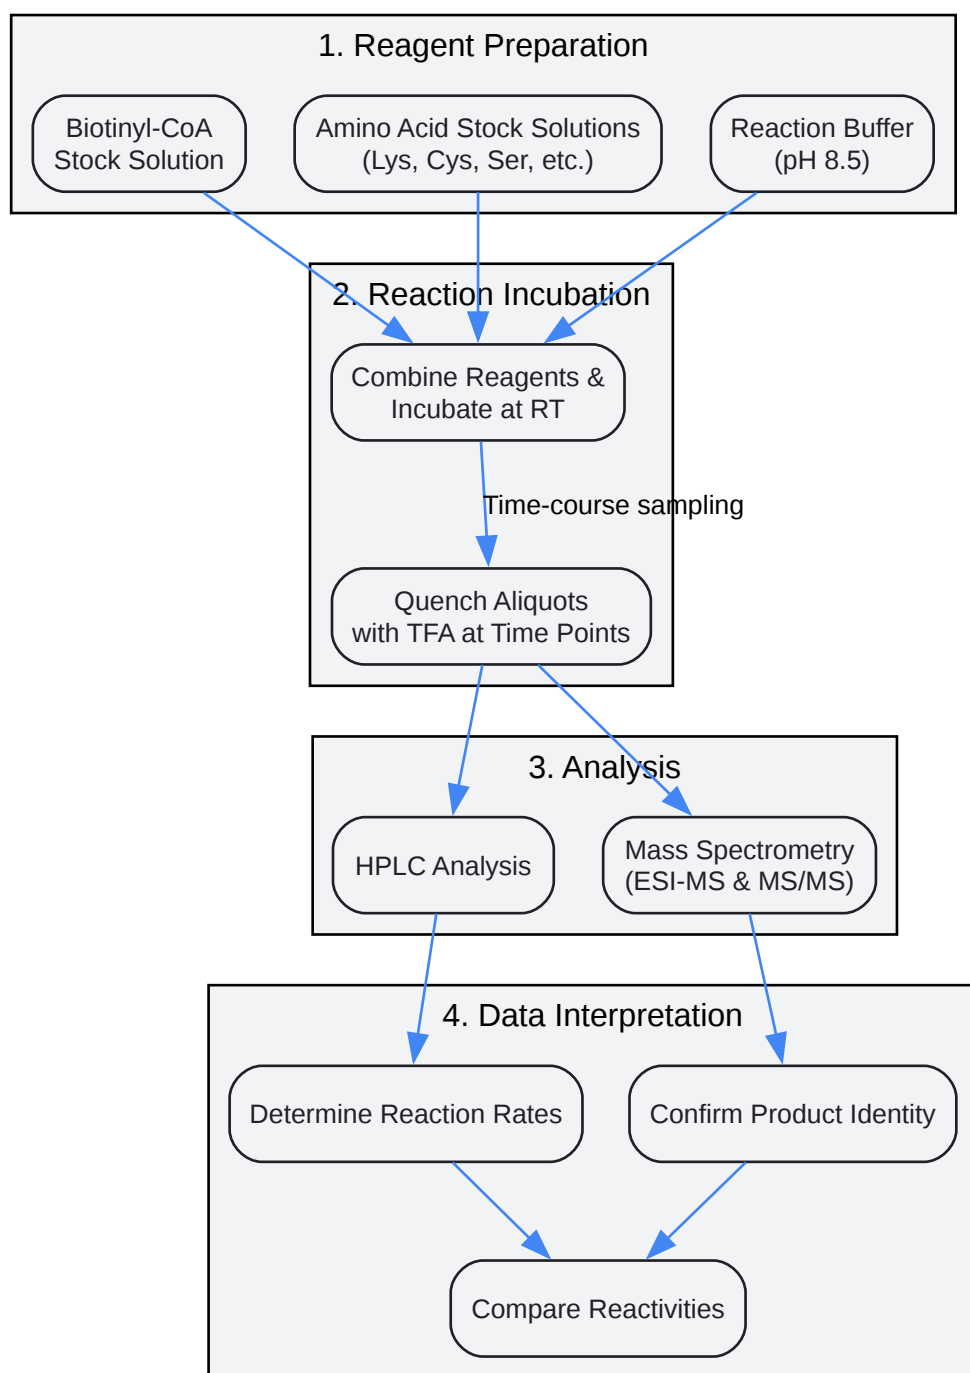 1. Reagent Preparation
Biotinyl-CoA
Stock Solution
Amino Acid Stock Solutions
(Lys, Cys, Ser, etc.)
Reaction Buffer
(pH 8.5)
2. Reaction Incubation
Combine Reagents &
Incubate at RT
Time-course sampling
Quench Aliquots
with TFA at Time Points
3. Analysis
HPLC Analysis
Mass Spectrometry
(ESI-MS & MS/MS)
4. Data Interpretation
Determine Reaction Rates
Confirm Product Identity
Compare Reactivities